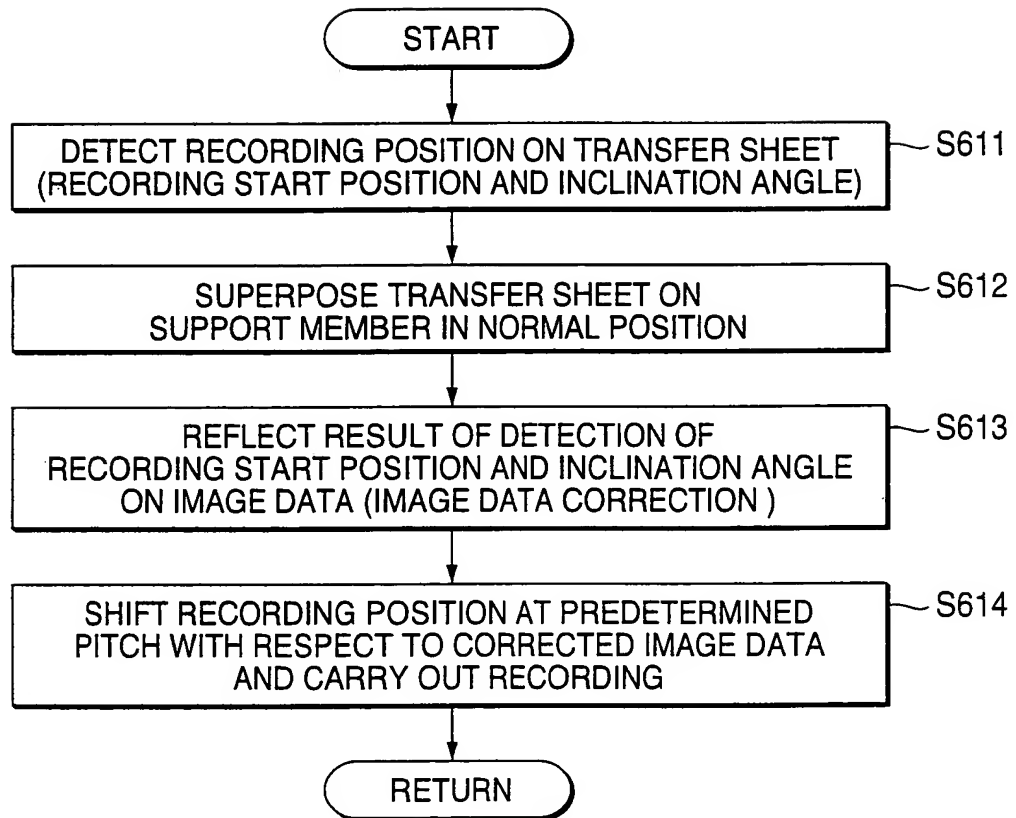 START
DETECT RECORDING POSITION ON TRANSFER SHEET
(RECORDING START POSITION AND INCLINATION ANGLE)
S611
SUPERPOSE TRANSFER SHEET ON
SUPPORT MEMBER IN NORMAL POSITION
S612
REFLECT RESULT OF DETECTION OF
RECORDING START POSITION AND INCLINATION ANGLE
ON IMAGE DATA (IMAGE DATA CORRECTION )
S613
SHIFT RECORDING POSITION AT PREDETERMINED
PITCH WITH RESPECT TO CORRECTED IMAGE DATA
AND CARRY OUT RECORDING
S614
RETURN